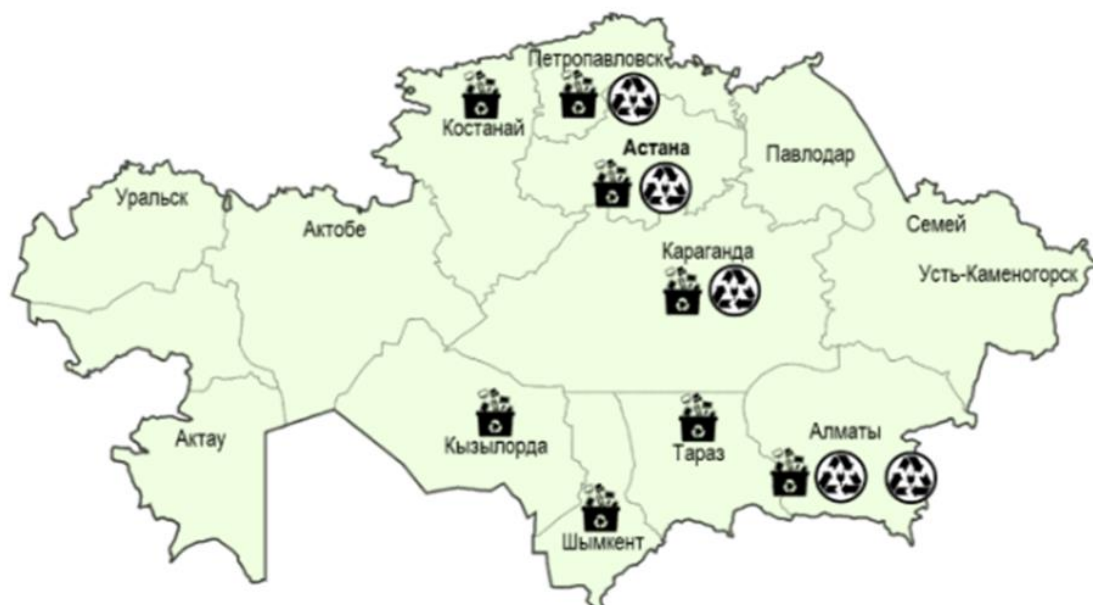 Петропавловск
Костанай
Астана
Павлодар
Уральск
Актобе
Семей
Караганда
Усть-Каменогорск
Актау
Кызылорда
Тараз
Алматы
Шымкент